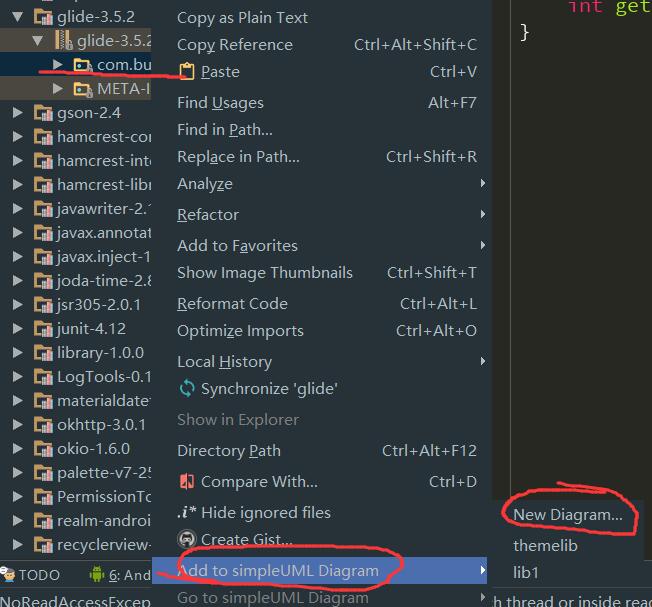 glide-3.5.2
glide-3.5.2
com.bu
META-I
gson-2.4
hamcrest-cor
hamcrest-inte
hamcrest-libr
javawriter-2.1
javax.annotat
javax.inject-1
joda-time-2.8
jsr305-2.0.1
junit-4.12
library-1.0.0
LogTools-0.1
materialdatef
okhttp-3.0.1
okio-1.6.0
palette-v7-25
PermissionTo
realm-androi
recyclerview-
TODO
6: And
NoReadAccessExcep
Copy as Plain Text
Copy Reference Ctrl+Alt+Shift+C
Paste Ctrl+V
Find Usages Alt+F7
Find in Path...
Replace in Path... Ctrl+Shift+R
Analyze
Refactor
Add to Favorites
Show Image Thumbnails Ctrl+Shift+T
Reformat Code Ctrl+Alt+L
Optimize Imports Ctrl+Alt+O
Local History
Synchronize 'glide'
Show in Explorer
Directory Path Ctrl+Alt+F12
Compare With... Ctrl+D
.i* Hide ignored files
Create Gist...
Add to simpleUML Diagram
Go to simpleUML Diagram
int get
}
New Diagram...
themelib
lib1
h thread or inside read